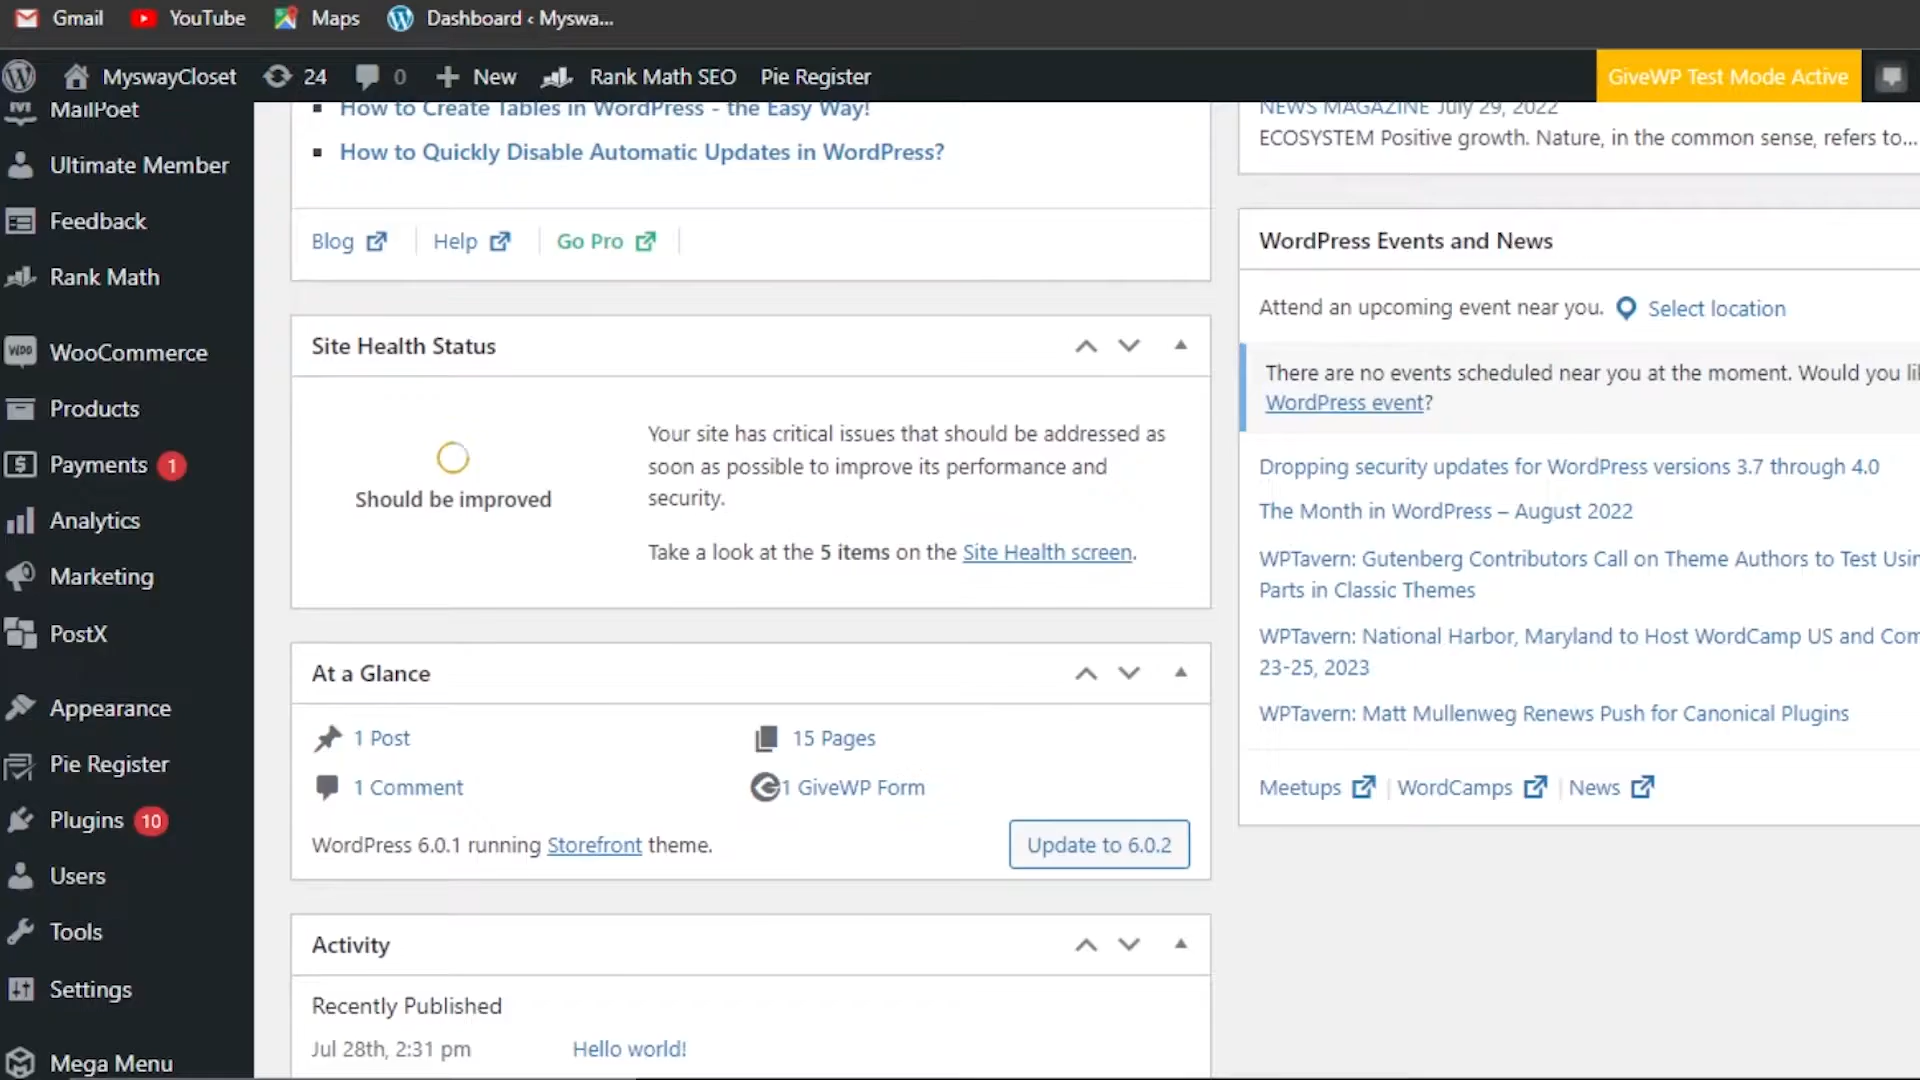 Gmail YouTube Maps Dashboard ‹ Myswa...
MyswayCloset 24 0 New Rank Math SEO Pie Register GiveWP Test Mode Active
MailPoet
Ultimate Member
Feedback
Rank Math
WooCommerce
Products
Payments 1
Analytics
Marketing
PostX
Appearance
Pie Register
Plugins 10
Users
Tools
Settings
Mega Menu
How to Create Tables in WordPress - the Easy Way!
How to Quickly Disable Automatic Updates in WordPress?
Blog Help Go Pro
Site Health Status
Should be improved
Your site has critical issues that should be addressed as
soon as possible to improve its performance and
security.
Take a look at the 5 items on the Site Health screen.
At a Glance
1 Post 15 Pages
1 Comment 1 GiveWP Form
WordPress 6.0.1 running Storefront theme. Update to 6.0.2
Activity
Recently Published
Jul 28th, 2:31 pm Hello world!
NEWS MAGAZINE July 29, 2022
ECOSYSTEM Positive growth. Nature, in the common sense, refers to...
WordPress Events and News
Attend an upcoming event near you. Select location
There are no events scheduled near you at the moment. Would you
WordPress event?
Dropping security updates for WordPress versions 3.7 through 4.0
The Month in WordPress – August 2022
WPTavern: Gutenberg Contributors Call on Theme Authors to Test
Parts in Classic Themes
WPTavern: National Harbor, Maryland to Host WordCamp US and
23-25, 2023
WPTavern: Matt Mullenweg Renews Push for Canonical Plugins
Meetups WordCamps News